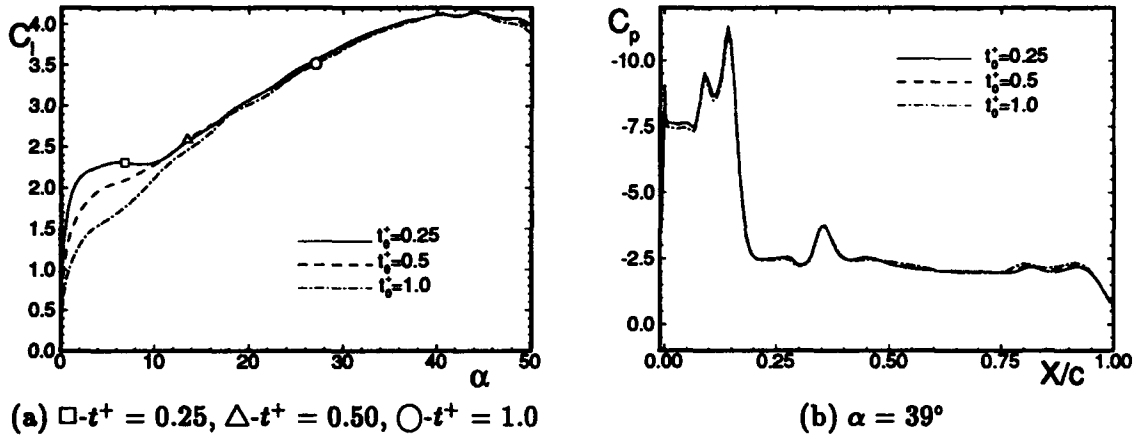 C_l
4.0
3.5
3.0
2.5
2.0
1.5
1.0
0.5
0.0
0 10 20 30 40 50
α
t₀⁺=0.25
t₀⁺=0.5
t₀⁺=1.0
(a) □-t⁺ = 0.25, △-t⁺ = 0.50, ○-t⁺ = 1.0
C_p
-10.0
-7.5
-5.0
-2.5
0.0
0.00 0.25 0.50 0.75 1.00
X/c
t₀⁺=0.25
t₀⁺=0.5
t₀⁺=1.0
(b) α = 39°